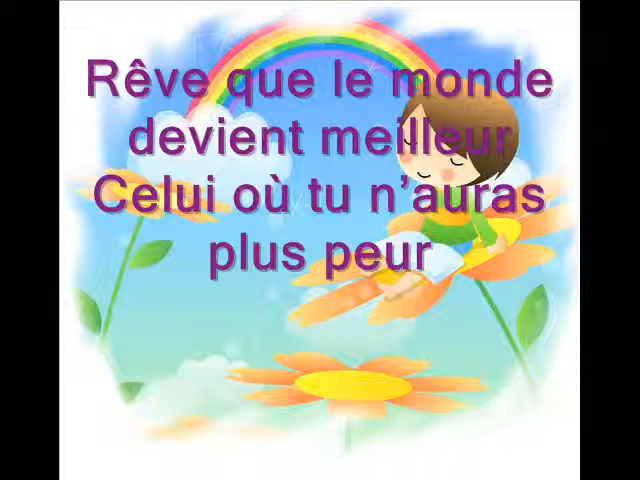 Rêve que le monde
devient meilleur
Celui où tu n’auras
plus peur